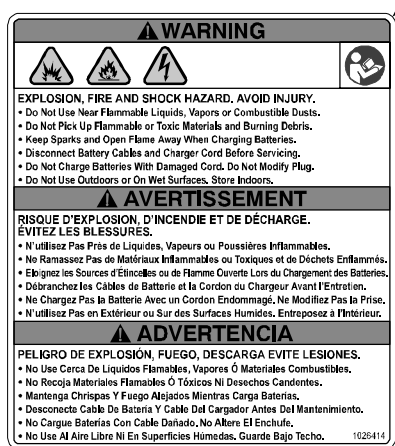 WARNING
EXPLOSION, FIRE AND SHOCK HAZARD. AVOID INJURY.
• Do Not Use Near Flammable Liquids, Vapors or Combustible Dusts.
• Do Not Pick Up Flammable or Toxic Materials and Burning Debris.
• Keep Sparks and Open Flame Away When Charging Batteries.
• Disconnect Battery Cables and Charger Cord Before Servicing.
• Do Not Charge Batteries With Damaged Cord. Do Not Modify Plug.
• Do Not Use Outdoors or On Wet Surfaces. Store Indoors.
AVERTISSEMENT
RISQUE D'EXPLOSION, D'INCENDIE ET DE DÉCHARGE.
ÉVITEZ LES BLESSURES.
• N'utilisez Pas Près de Liquides, Vapeurs ou Poussières Inflammables.
• Ne Ramassez Pas de Matériaux Inflammables ou Toxiques et de Déchets Enflammés.
• Eloignez les Sources d'Étincelles ou de Flamme Ouverte Lors du Chargement des Batteries.
• Débranchez les Câbles de Batterie et la Cordon du Chargeur Avant l'Entretien.
• Ne Chargez Pas la Batterie Avec un Cordon Endommagé. Ne Modifiez Pas la Prise.
• N'utilisez Pas en Extérieur ou Sur des Surfaces Humides. Entreposez à l'Intérieur.
ADVERTENCIA
PELIGRO DE EXPLOSIÓN, FUEGO, DESCARGA EVITE LESIONES.
• No Use Cerca De Líquidos Flamables, Vapores Ó Materiales Combustibles.
• No Recoja Materiales Flamables Ó Tóxicos Ni Desechos Candentes.
• Mantenga Chrispas Y Fuego Alejados Mientras Carga Baterías.
• Desconecte Cable De Batería Y Cable Del Cargador Antes Del Mantenimiento.
• No Cargue Baterías Con Cable Dañado. No Altere El Enchufe.
• No Use Al Aire Libre Ni En Superficies Húmedas. Guarde Bajo Techo. 1026414